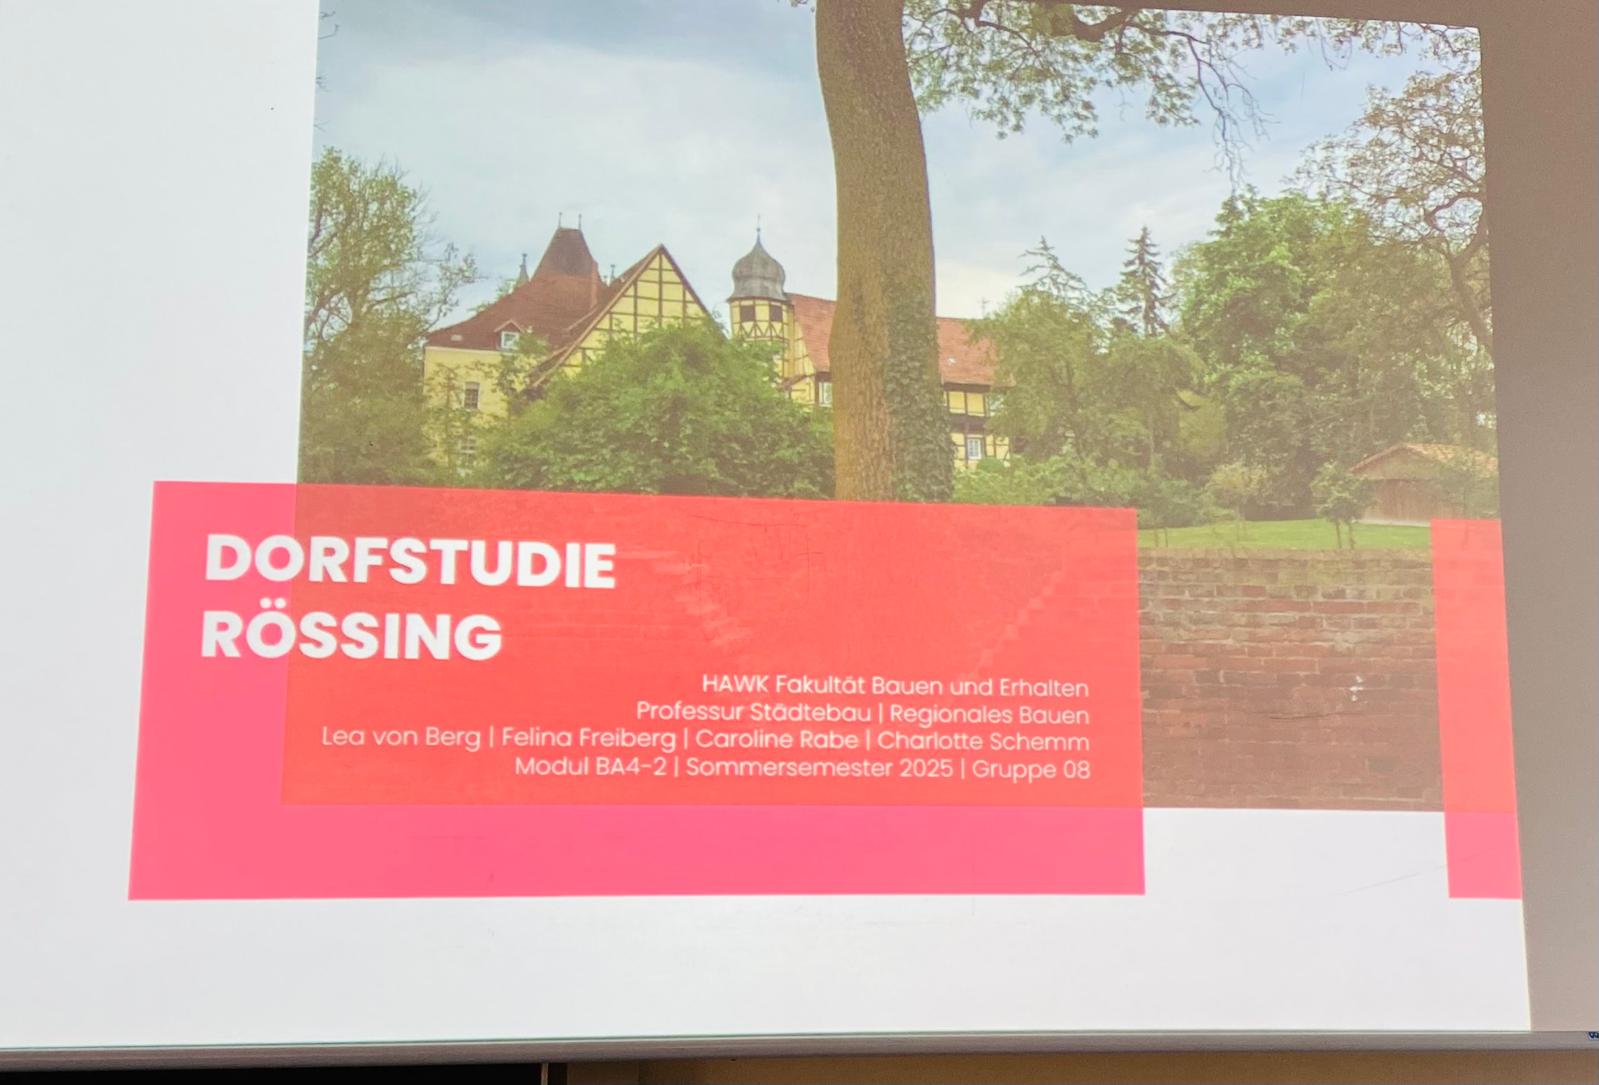 DORFSTUDIE
RÖSSING
HAWK Fakultät Bauen und Erhalten
Professur Städtebau | Regionales Bauen
Lea von Berg | Felina Freiberg | Caroline Rabe | Charlotte Schemm
Modul BA4-2 | Sommersemester 2025 | Gruppe 08